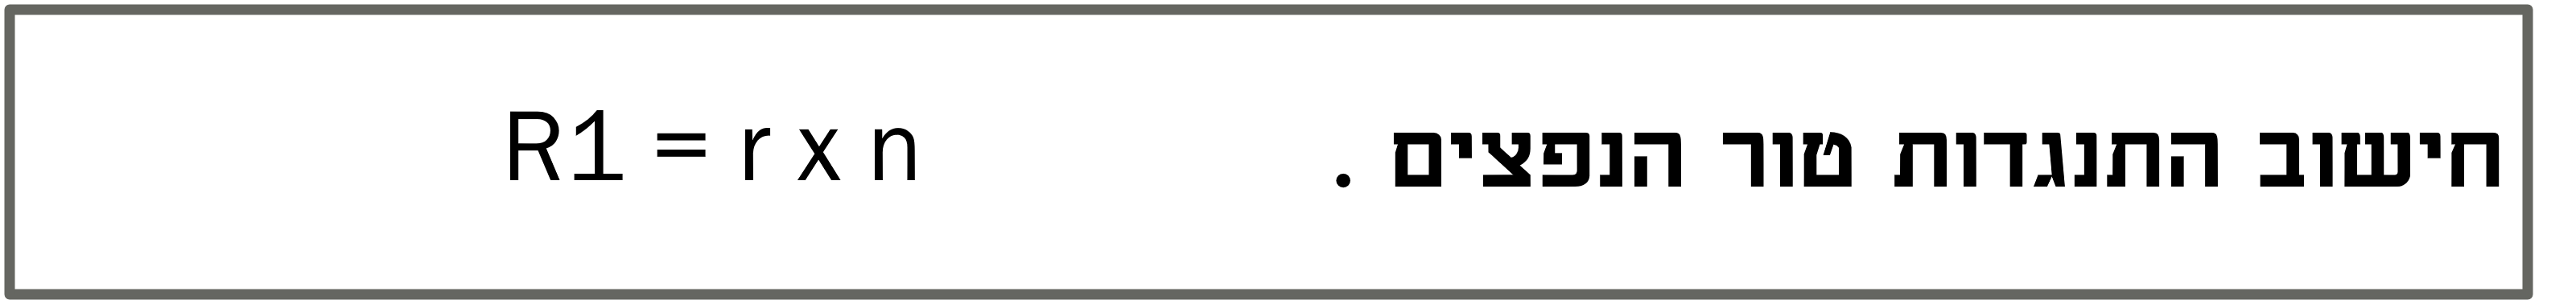 חישוב התנגדות טור הנפצים . R1 = r x n